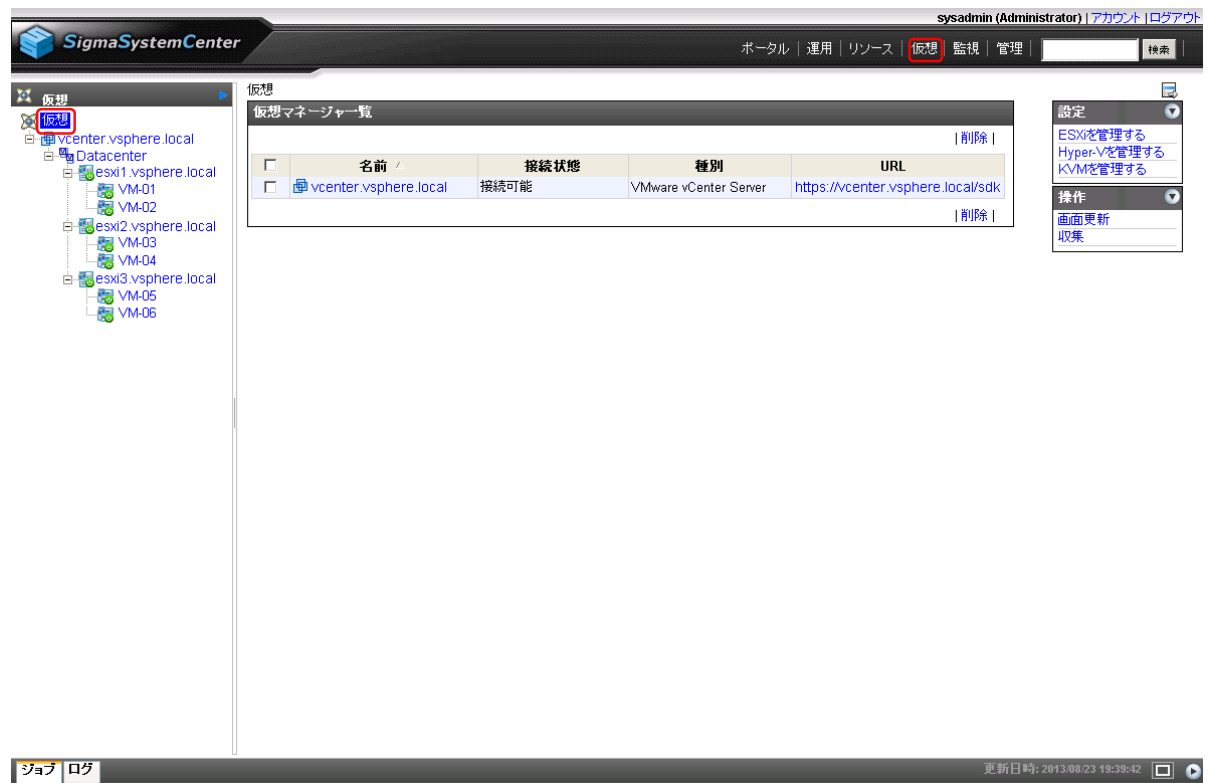 sysadmin (Administrator) | アカウント | ログアウト
SigmaSystemCenter
ポータル | 運用 | リソース | 仮想 | 監視 | 管理 | 検索
仮想
仮想
vcenter.vsphere.local
Datacenter
esxi1.vsphere.local
VM-01
VM-02
esxi2.vsphere.local
VM-03
VM-04
esxi3.vsphere.local
VM-05
VM-06
仮想
仮想マネージャ一覧
| 削除 |
名前 接続状態 種別 URL
vcenter.vsphere.local 接続可能 VMware vCenter Server https://vcenter.vsphere.local/sdk
| 削除 |
設定
ESXiを管理する
Hyper-Vを管理する
KVMを管理する
操作
画面更新
収集
ジョブ ログ
更新日時: 2013/08/23 19:39:42